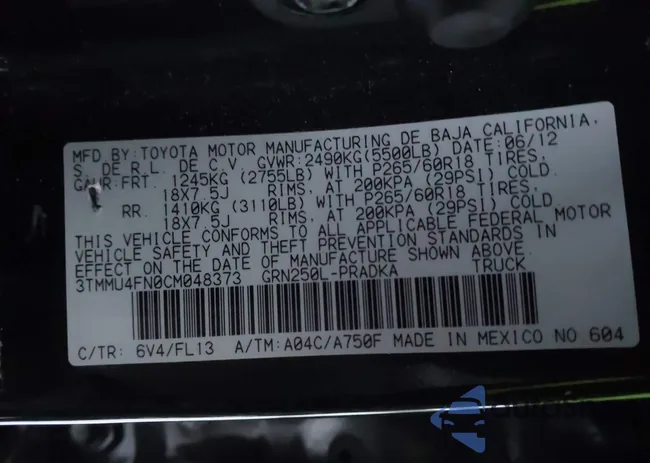 MFD BY:TOYOTA MOTOR MANUFACTURING DE BAJA CALIFORNIA,
S. DE R.L. DE C.V. GVWR:2490KG(5500LB) DATE:06/12
GAWR:FRT. 1245KG (2755LB) WITH P265/60R18 TIRES,
18X7.5J RIMS, AT 200KPA (29PSI) COLD.
RR. 1410KG (3110LB) WITH P265/60R18 TIRES,
18X7.5J RIMS, AT 200KPA (29PSI) COLD.
THIS VEHICLE CONFORMS TO ALL APPLICABLE FEDERAL MOTOR
VEHICLE SAFETY AND THEFT PREVENTION STANDARDS IN
EFFECT ON THE DATE OF MANUFACTURE SHOWN ABOVE.
3TMMU4FN0CM048373 GRN250L-PRADKA TRUCK
C/TR: 6V4/FL13 A/TM:A04C/A750F MADE IN MEXICO NO 604